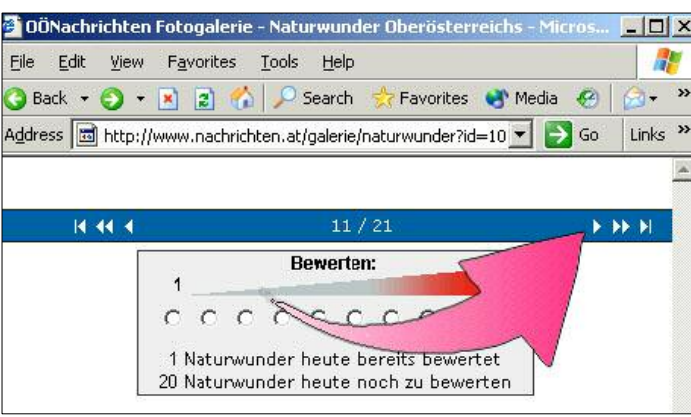 OÖNachrichten Fotogalerie - Naturwunder Oberösterreichs - Micros...
File Edit View Favorites Tools Help
Back Search Favorites Media »
Address http://www.nachrichten.at/galerie/naturwunder?id=10 Go Links »
11 / 21
Bewerten:
1
1 Naturwunder heute bereits bewertet
20 Naturwunder heute noch zu bewerten